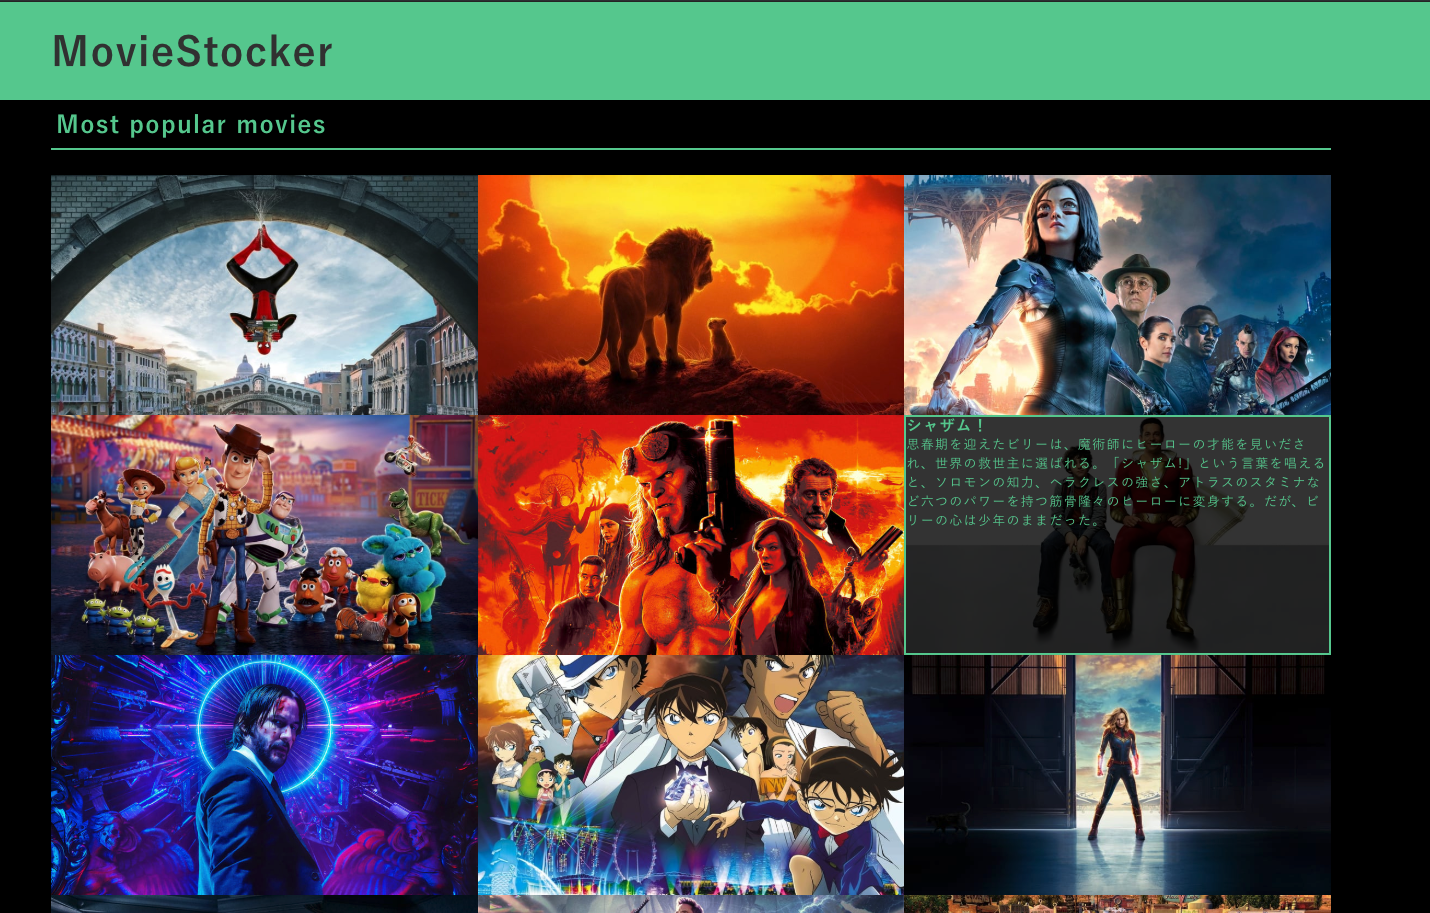 MovieStocker
Most popular movies
TICK
シャザム！
思春期を迎えたビリーは、魔術師にヒーローの才能を見いださ
れ、世界の救世主に選ばれる。「シャザム!」という言葉を唱える
と、ソロモンの知力、ヘラクレスの強さ、アトラスのスタミナな
ど六つのパワーを持つ筋骨隆々のヒーローに変身する。だが、ビ
リーの心は少年のままだった。